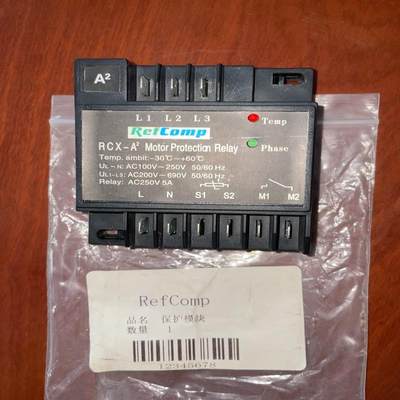 A²
L1 L2 L3
RefComp
Temp
RCX-A² Motor Protection Relay
Phase
Temp. ambit: -30℃~+60℃
UL-N: AC100V~250V 50/60 Hz
UL1-L3: AC200V~690V 50/60 Hz
Relay: AC250V 5A
L N S1 S2 M1 M2
RefComp
品名 保护模块
数量 1
12345678